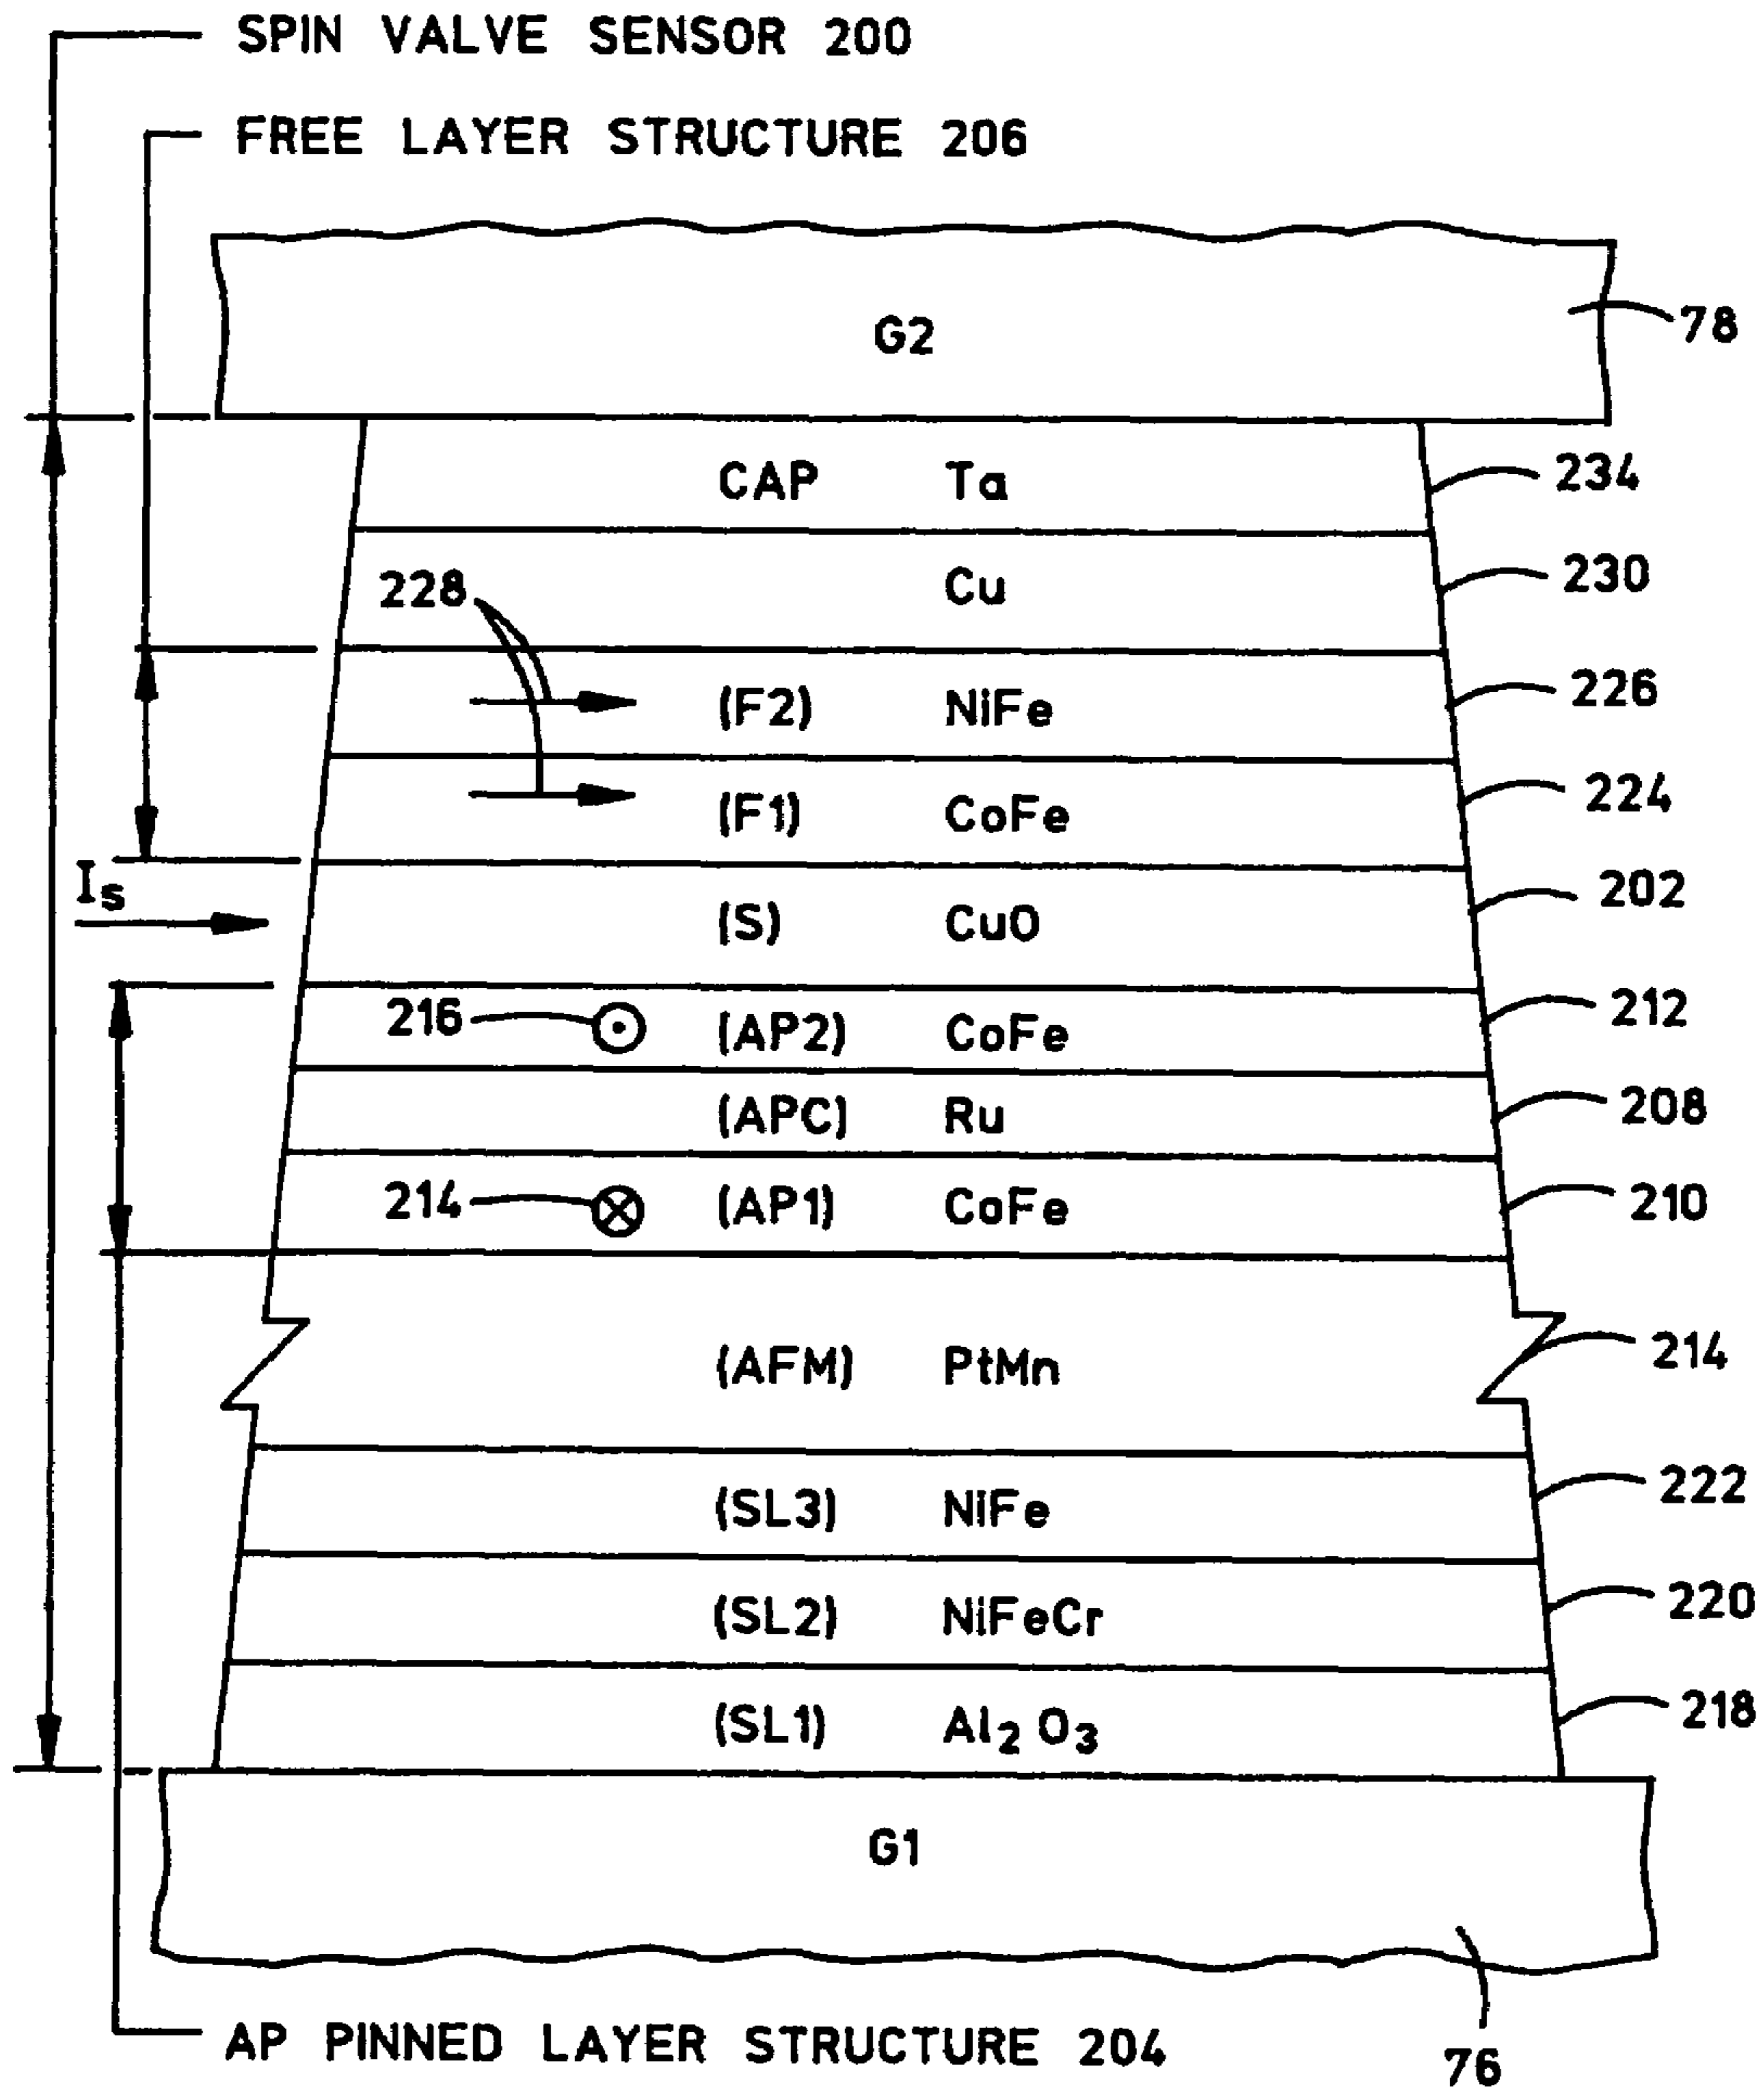 SPIN VALVE SENSOR 200
FREE LAYER STRUCTURE 206
G2
78
CAP Ta
234
Cu
230
228
(F2) NiFe
226
(F1) CoFe
224
Is
(S) CuO
202
216
(AP2) CoFe
212
(APC) Ru
208
214
(AP1) CoFe
210
(AFM) PtMn
214
(SL3) NiFe
222
(SL2) NiFeCr
220
(SL1) Al2O3
218
G1
AP PINNED LAYER STRUCTURE 204
76